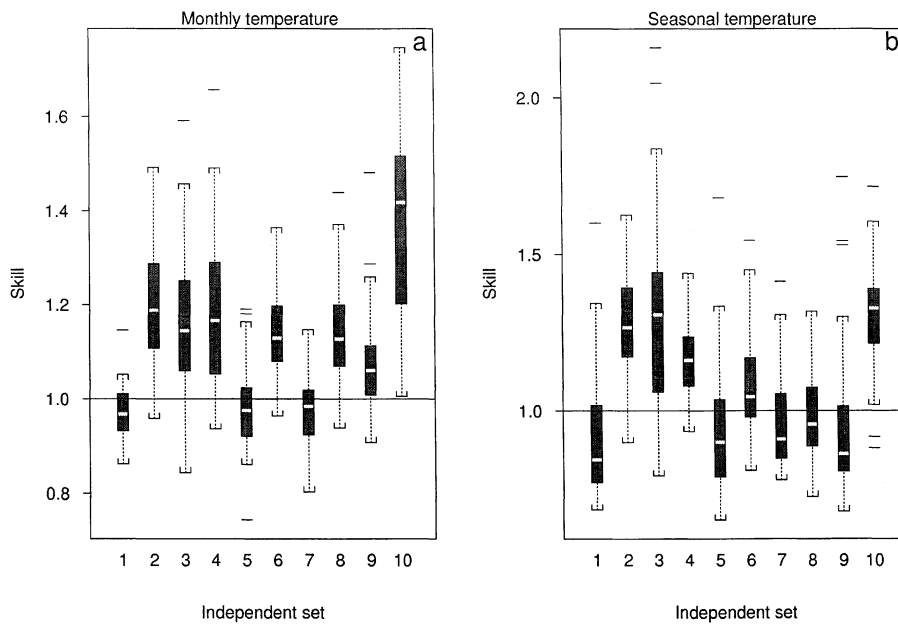 Monthly temperature
a
Skill
1.6
1.4
1.2
1.0
0.8
1 2 3 4 5 6 7 8 9 10
Independent set
Seasonal temperature
b
Skill
2.0
1.5
1.0
1 2 3 4 5 6 7 8 9 10
Independent set